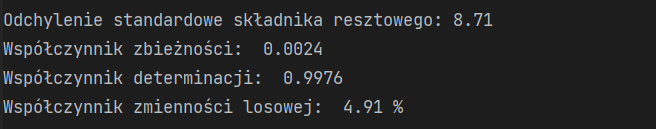 Odchylenie standardowe składnika resztowego: 8.71
Współczynnik zbieżności:  0.0024
Współczynnik determinacji:  0.9976
Współczynnik zmienności losowej:  4.91 %